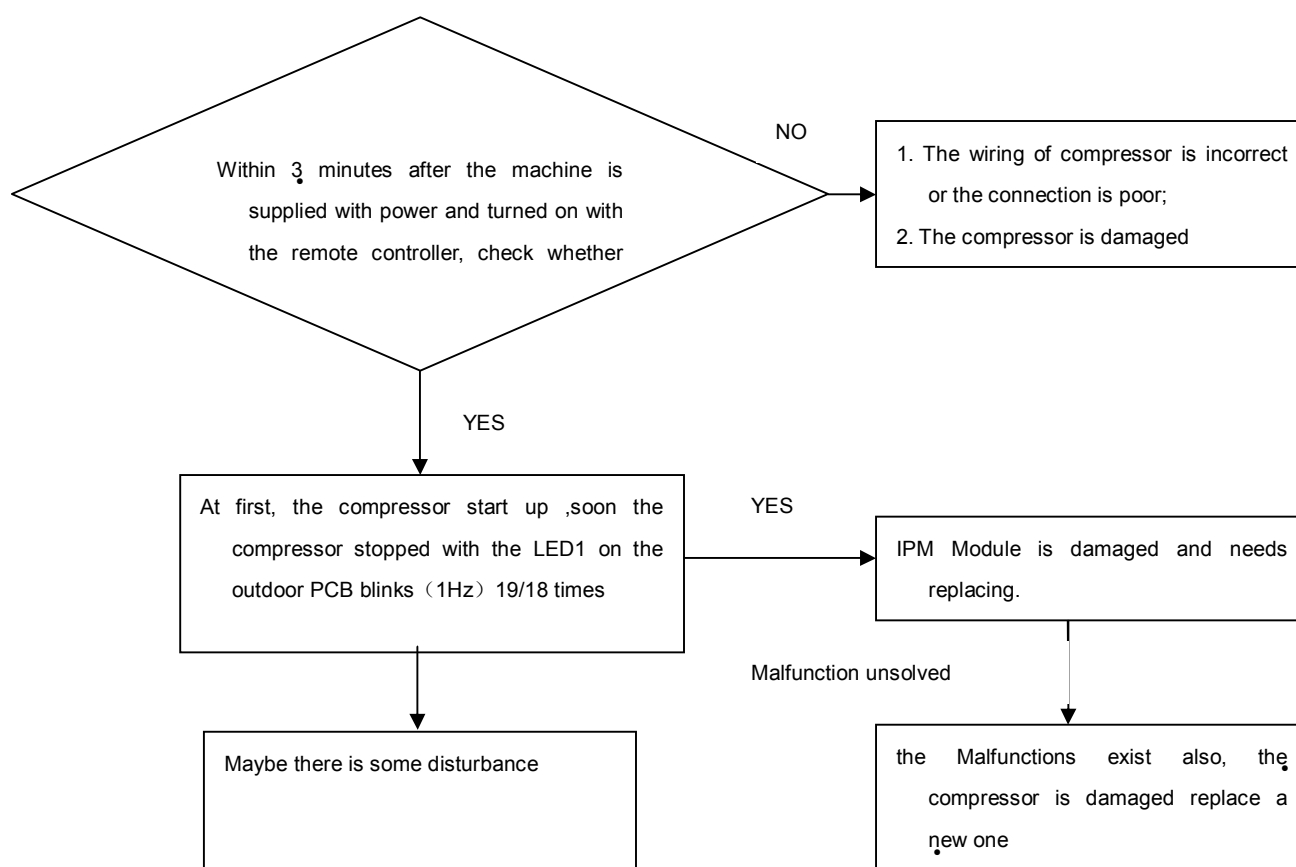 NO
Within 3 minutes after the machine is
supplied with power and turned on with
the remote controller, check whether
1. The wiring of compressor is incorrect
or the connection is poor;
2. The compressor is damaged
YES
At first, the compressor start up ,soon the
compressor stopped with the LED1 on the
outdoor PCB blinks（1Hz）19/18 times
YES
IPM Module is damaged and needs
replacing.
Malfunction unsolved
Maybe there is some disturbance
the Malfunctions exist also, the
compressor is damaged replace a
new one